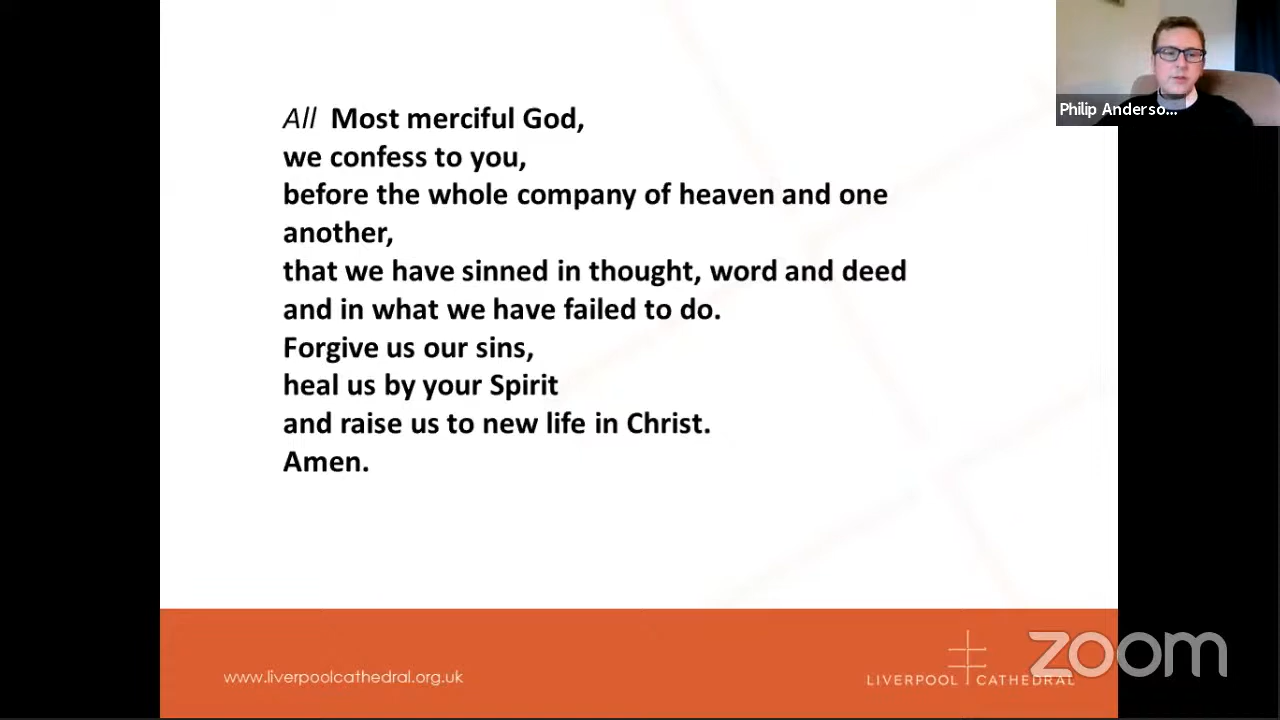 All Most merciful God,
we confess to you,
before the whole company of heaven and one
another,
that we have sinned in thought, word and deed
and in what we have failed to do.
Forgive us our sins,
heal us by your Spirit
and raise us to new life in Christ.
Amen.
Philip Anderso...
www.liverpoolcathedral.org.uk
LIVERPOOL CATHEDRAL
zoom